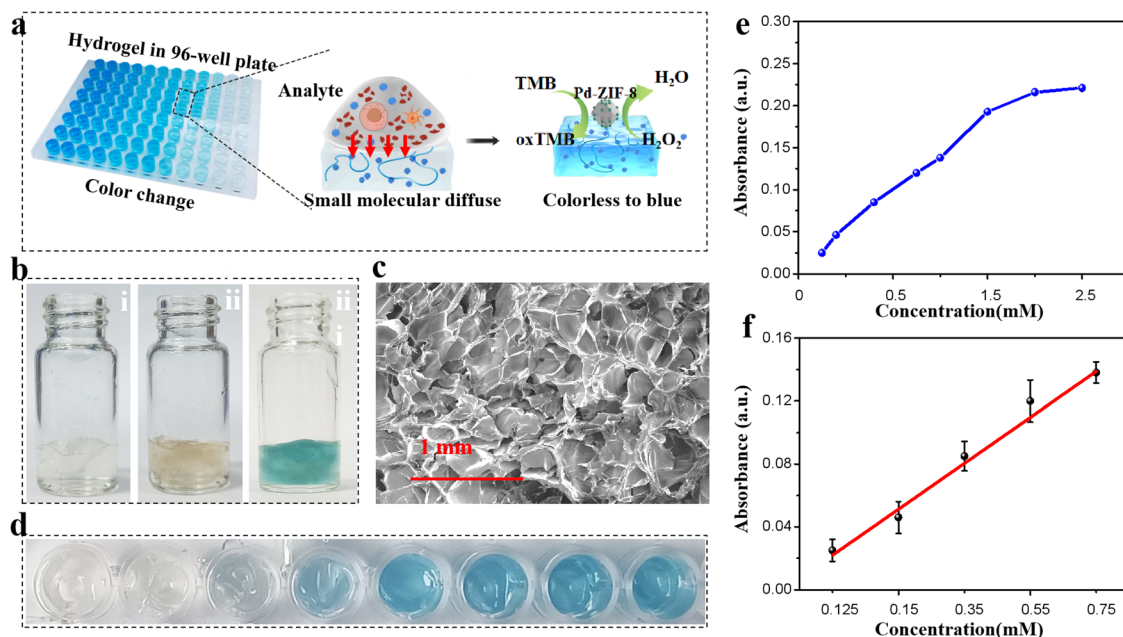 a
Hydrogel in 96-well plate
Color change
Analyte
Small molecular diffuse
TMB
Pd-ZIF-8
H₂O
oxTMB
H₂O₂
Colorless to blue
b
i
ii
ii
i
c
1 mm
d
e
Absorbance (a.u.)
0.30
0.25
0.20
0.15
0.10
0.05
0.00
0
0.5
1.0
1.5
2.5
Concentration(mM)
f
Absorbance (a.u.)
0.16
0.12
0.08
0.04
0.00
0.125
0.15
0.35
0.55
0.75
Concentration(mM)